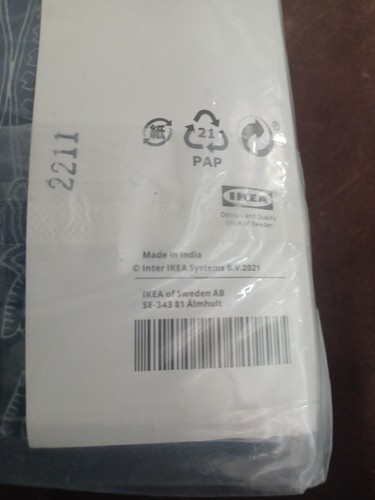 2211
紙
21
PAP
IKEA
Design and Quality
IKEA of Sweden
Made in India
© Inter IKEA Systems B.V.2021
IKEA of Sweden AB
SE-343 81 Älmhult